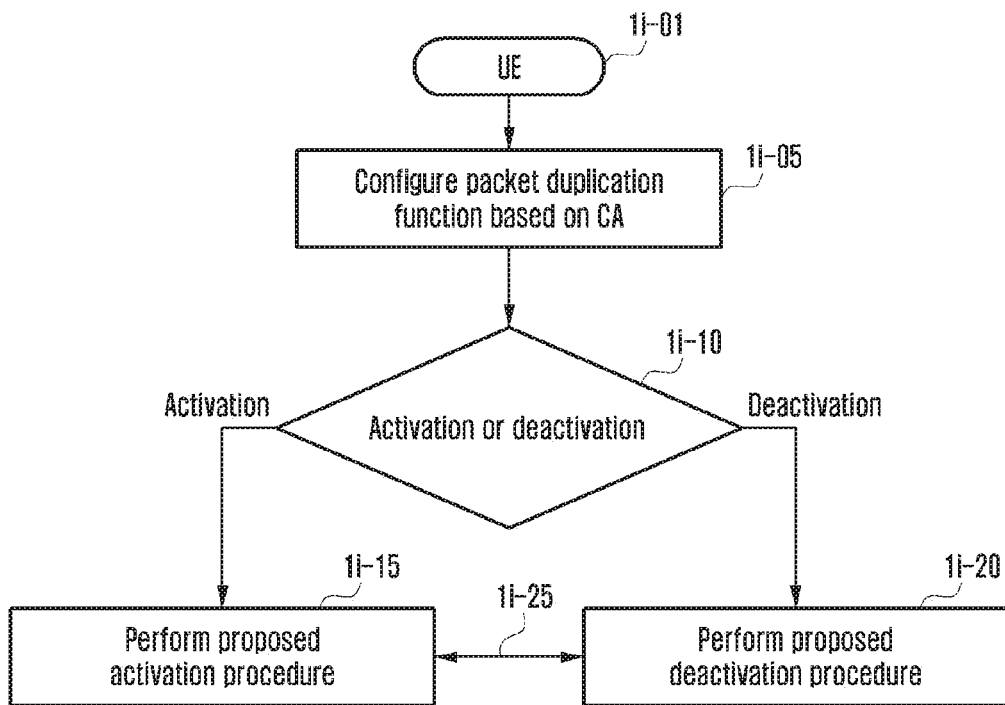 1i-01
UE
1i-05
Configure packet duplication
function based on CA
1i-10
Activation
Deactivation
Activation or deactivation
1i-15
1i-25
1i-20
Perform proposed
activation procedure
Perform proposed
deactivation procedure